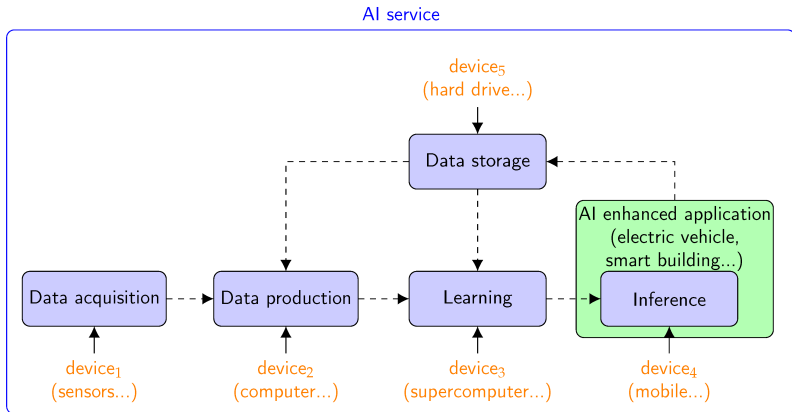 AI service
device₅
(hard drive...)
Data storage
AI enhanced application
(electric vehicle,
smart building...)
Data acquisition
Data production
Learning
Inference
device₁
(sensors...)
device₂
(computer...)
device₃
(supercomputer...)
device₄
(mobile...)